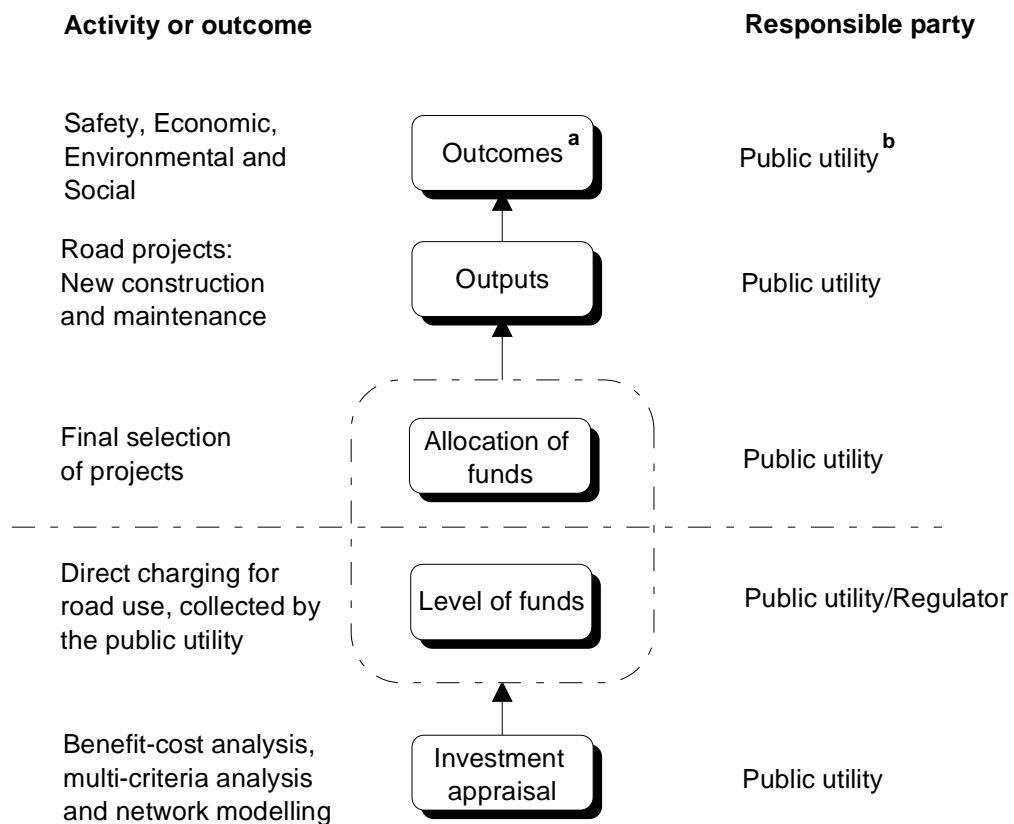 Activity or outcome
Responsible party
Safety, Economic,
Environmental and
Social
Outcomes a
Public utility b
Road projects:
New construction
and maintenance
Outputs
Public utility
Final selection
of projects
Allocation of
funds
Public utility
Direct charging for
road use, collected by
the public utility
Level of funds
Public utility/Regulator
Benefit-cost analysis,
multi-criteria analysis
and network modelling
Investment
appraisal
Public utility